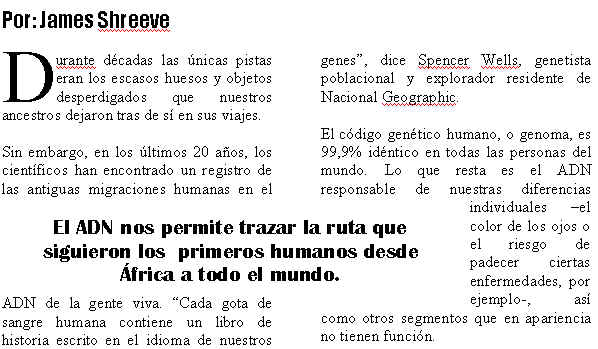 Por: James Shreeve
Durante décadas las únicas pistas
eran los escasos huesos y objetos
desperdigados que nuestros
ancestros dejaron tras de sí en sus viajes.
Sin embargo, en los últimos 20 años, los
científicos han encontrado un registro de
las antiguas migraciones humanas en el
El ADN nos permite trazar la ruta que
siguieron los primeros humanos desde
África a todo el mundo.
ADN de la gente viva. “Cada gota de
sangre humana contiene un libro de
historia escrito en el idioma de nuestros
genes”, dice Spencer Wells, genetista
poblacional y explorador residente de
Nacional Geographic.
El código genético humano, o genoma, es
99,9% idéntico en todas las personas del
mundo. Lo que resta es el ADN
responsable de nuestras diferencias
individuales –el
color de los ojos o
el riesgo de
padecer ciertas
enfermedades, por
ejemplo-, así
como otros segmentos que en apariencia
no tienen función.